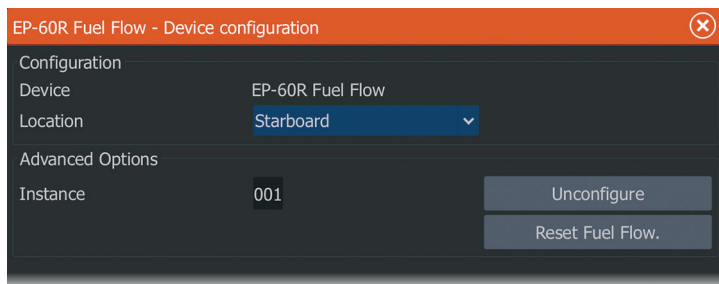 EP-60R Fuel Flow - Device configuration
Configuration
Device EP-60R Fuel Flow
Location Starboard
Advanced Options
Instance 001 Unconfigure
Reset Fuel Flow.